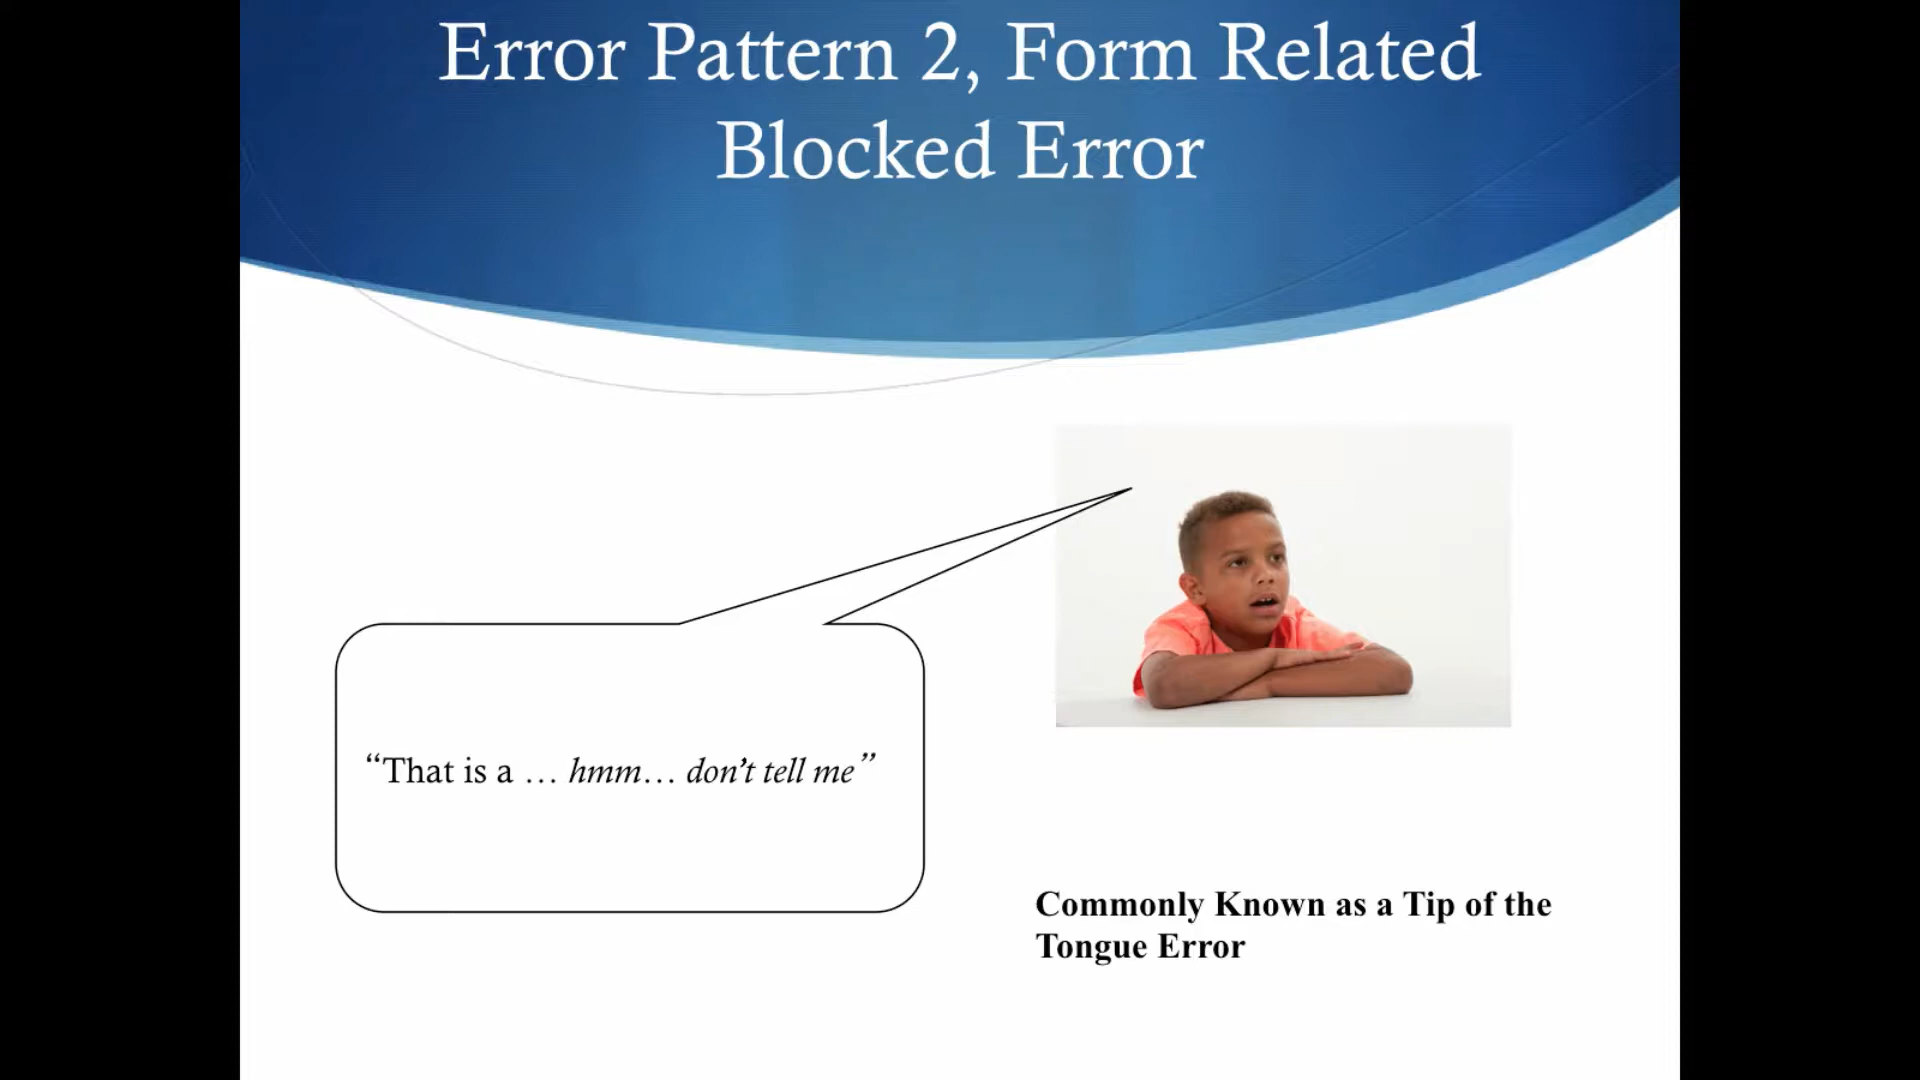 Error Pattern 2, Form Related
Blocked Error
“That is a … hmm… don’t tell me”
Commonly Known as a Tip of the
Tongue Error